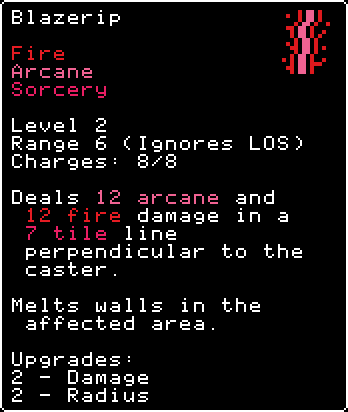 Blazerip
Fire
Arcane
Sorcery
Level 2
Range 6 (Ignores LOS)
Charges: 8/8
Deals 12 arcane and
12 fire damage in a
7 tile line
perpendicular to the
caster.
Melts walls in the
affected area.
Upgrades:
2 - Damage
2 - Radius